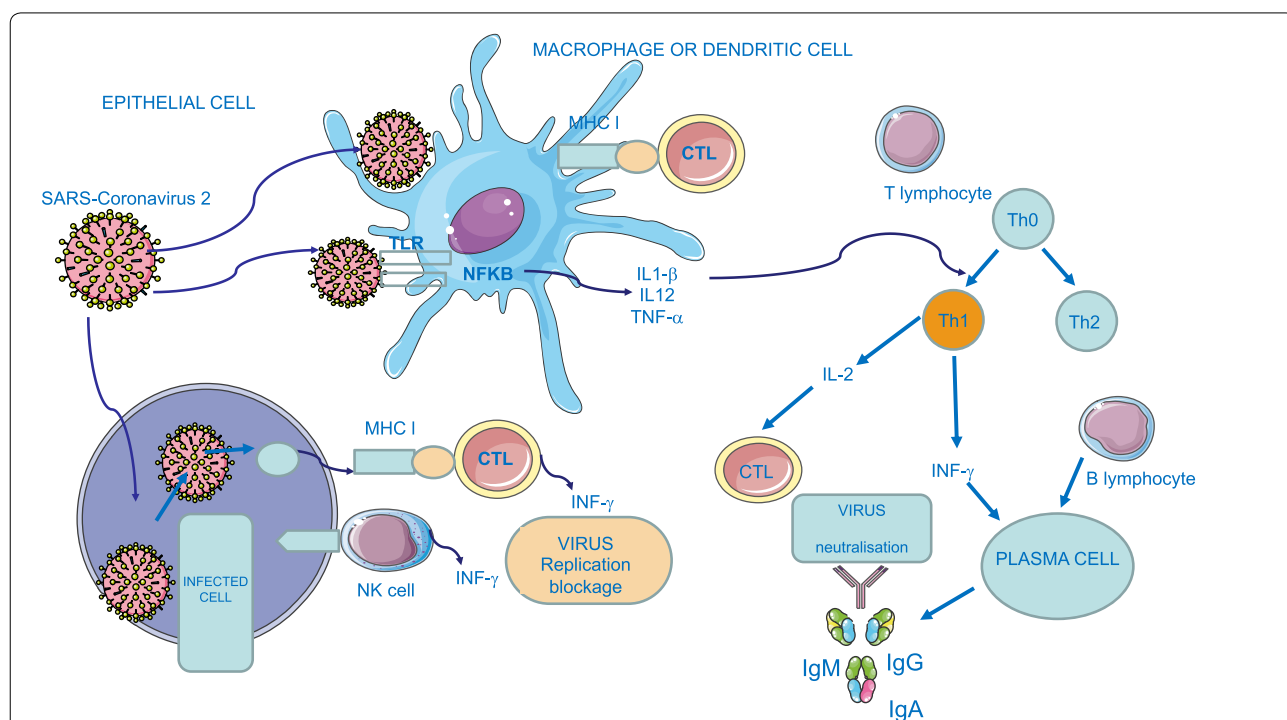 MACROPHAGE OR DENDRITIC CELL
EPITHELIAL CELL
MHC I
CTL
T lymphocyte
SARS-Coronavirus 2
Th0
TLR
NFKB
IL1-β
IL12
TNF-α
Th1
Th2
IL-2
MHC I
CTL
CTL
INF-γ
B lymphocyte
INF-γ
VIRUS
neutralisation
VIRUS
Replication
blockage
PLASMA CELL
INFECTED
CELL
NK cell
INF-γ
IgM
IgG
IgA